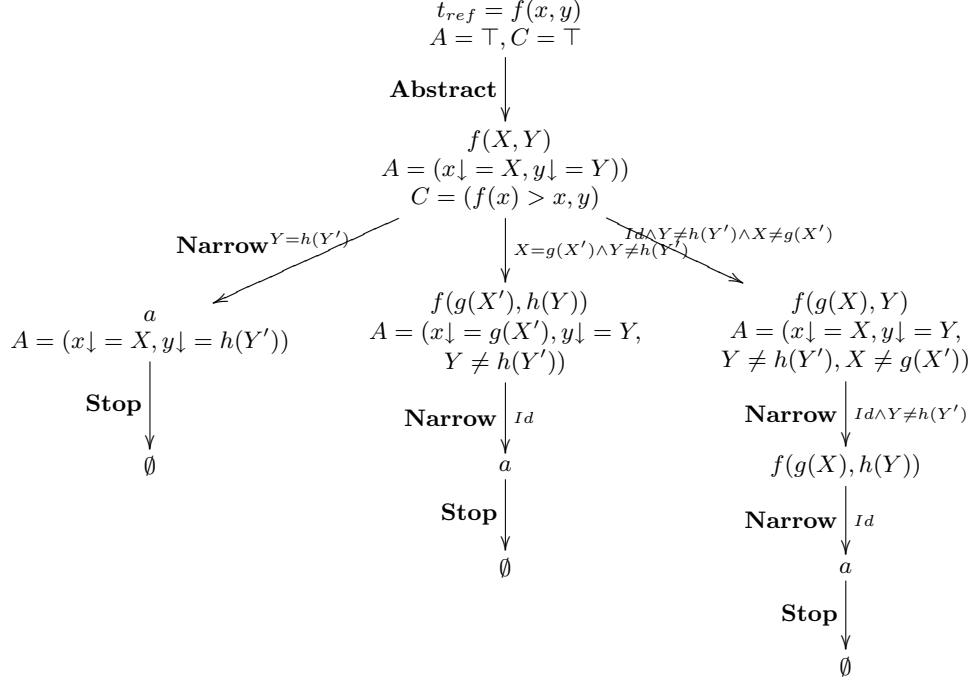 t_{ref} = f(x, y)
A = ⊤, C = ⊤
Abstract
f(X, Y)
A = (x↓ = X, y↓ = Y))
C = (f(x) > x, y)
Narrow Y=h(Y′)
X=g(X′)∧Y≠h(Y′)
Id∧Y≠h(Y′)∧X≠g(X′)
a
A = (x↓ = X, y↓ = h(Y′))
f(g(X′), h(Y))
A = (x↓ = g(X′), y↓ = Y,
Y ≠ h(Y′))
f(g(X), Y)
A = (x↓ = X, y↓ = Y,
Y ≠ h(Y′), X ≠ g(X′))
Stop
∅
Narrow Id
a
Stop
∅
Narrow Id∧Y≠h(Y′)
f(g(X), h(Y))
Narrow Id
a
Stop
∅